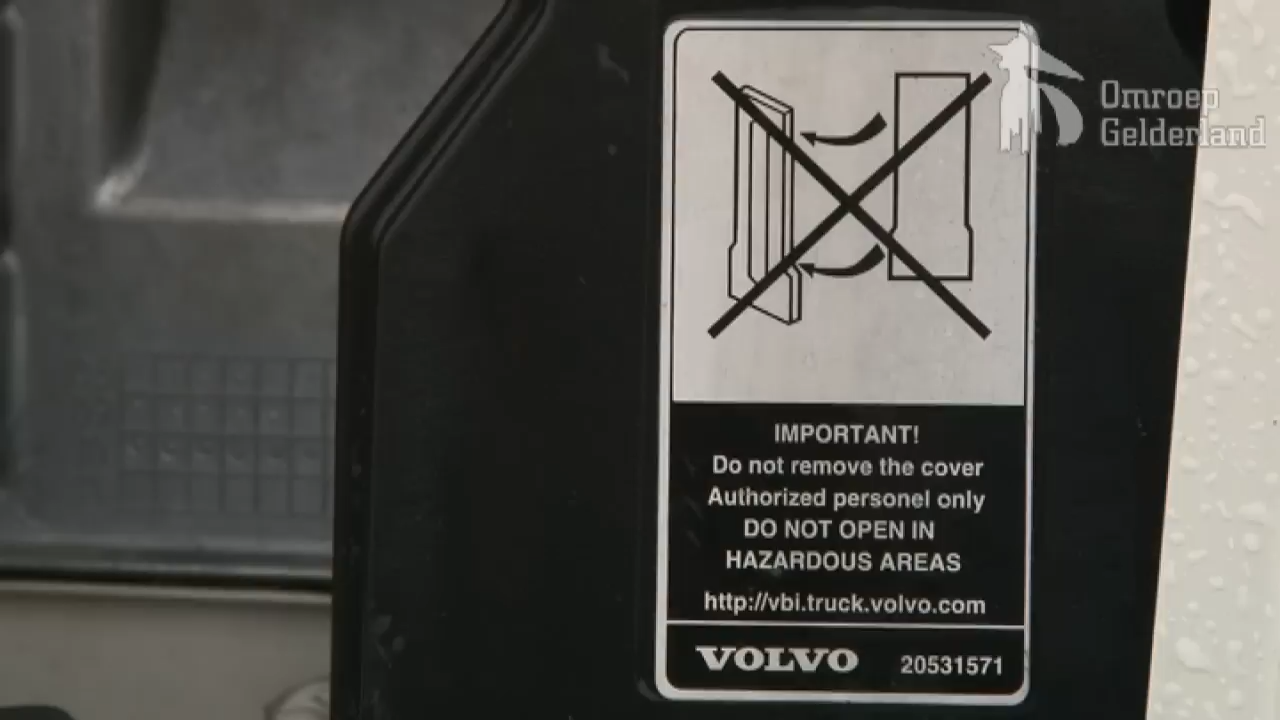 Omroep
Gelderland
IMPORTANT!
Do not remove the cover
Authorized personel only
DO NOT OPEN IN
HAZARDOUS AREAS
http://vbi.truck.volvo.com
VOLVO 20531571